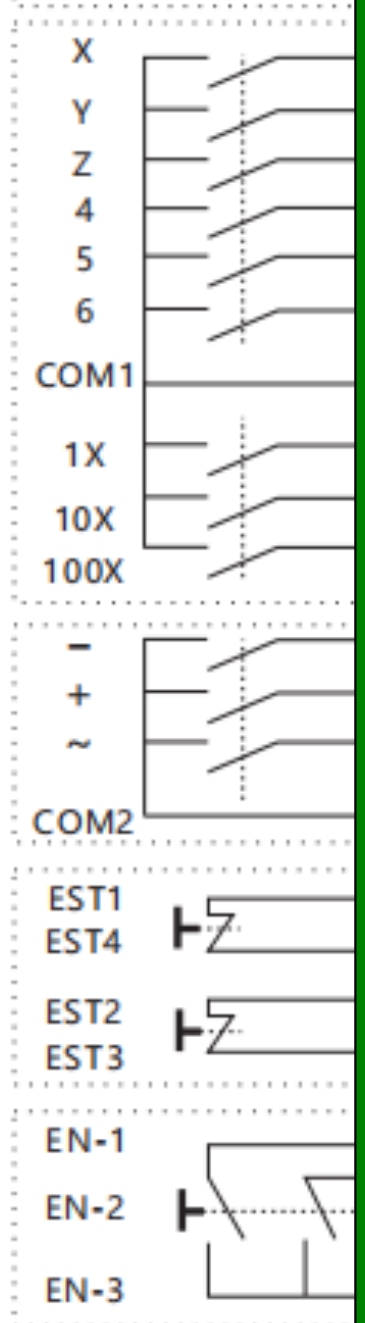 X
Y
Z
4
5
6
COM1
1X
10X
100X
−
+
~
COM2
EST1
EST4
EST2
EST3
EN-1
EN-2
EN-3